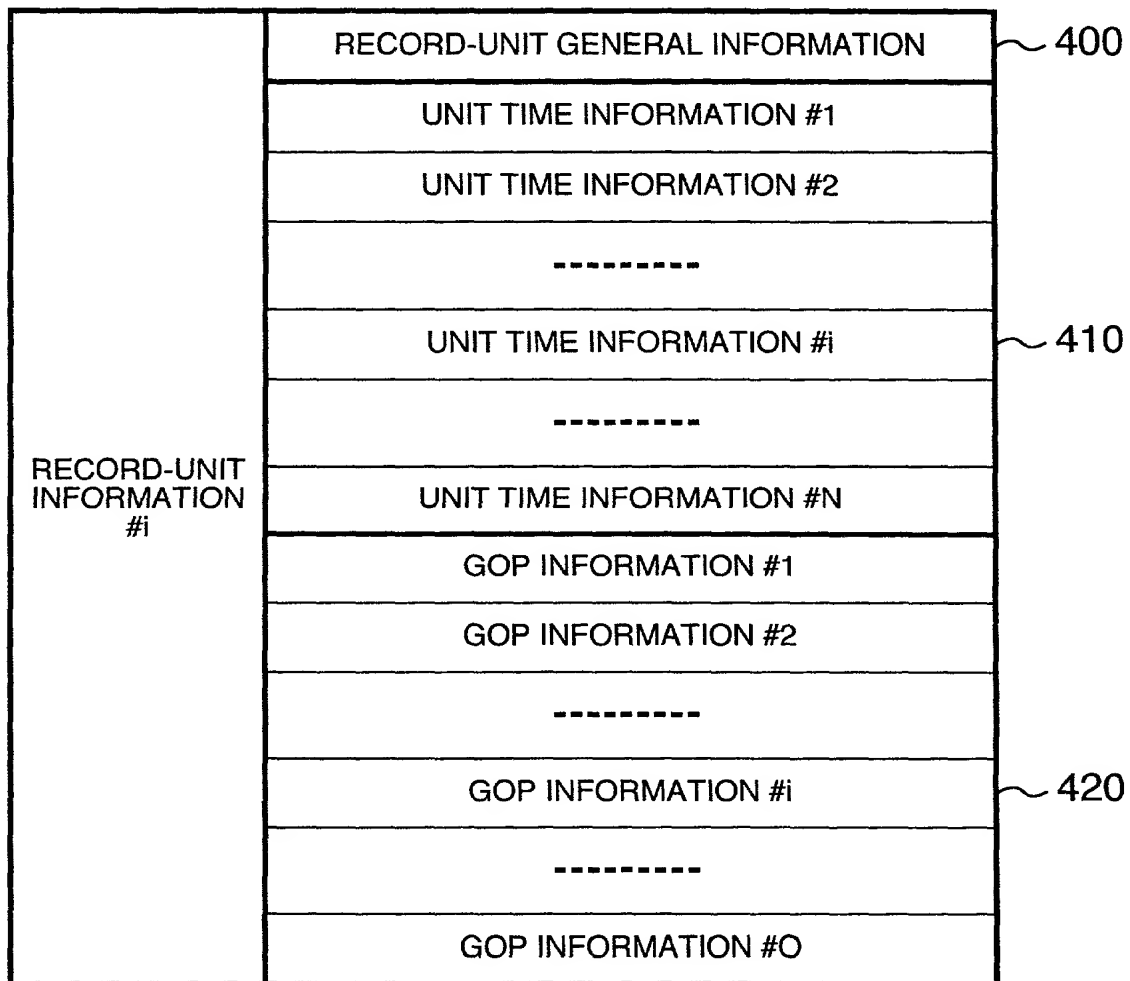 RECORD-UNIT GENERAL INFORMATION
400
UNIT TIME INFORMATION #1
UNIT TIME INFORMATION #2
---------
UNIT TIME INFORMATION #i
410
---------
RECORD-UNIT
INFORMATION
#i
UNIT TIME INFORMATION #N
GOP INFORMATION #1
GOP INFORMATION #2
---------
GOP INFORMATION #i
420
---------
GOP INFORMATION #O